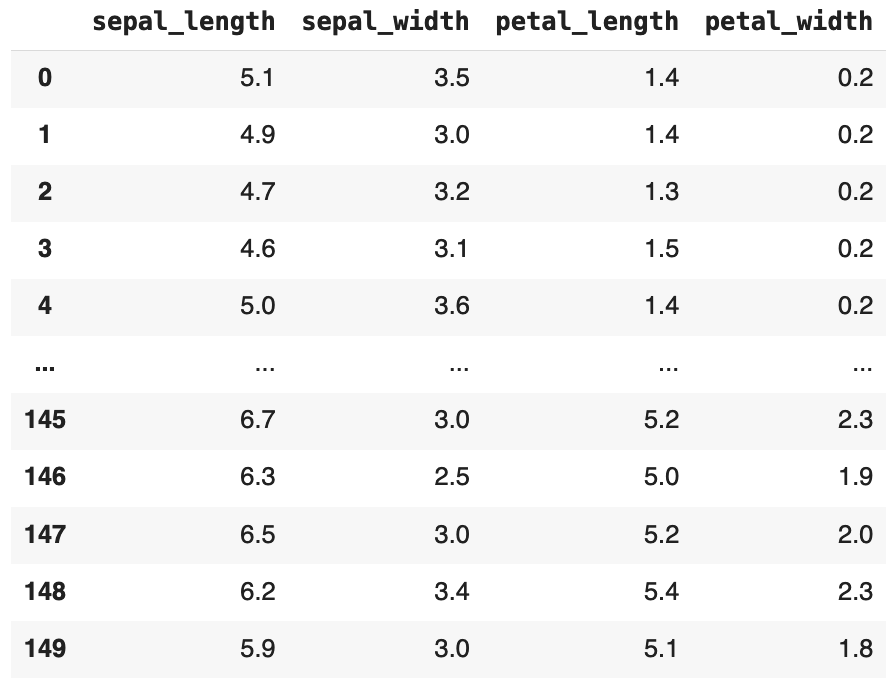 sepal_length sepal_width petal_length petal_width
0 5.1 3.5 1.4 0.2
1 4.9 3.0 1.4 0.2
2 4.7 3.2 1.3 0.2
3 4.6 3.1 1.5 0.2
4 5.0 3.6 1.4 0.2
... ... ... ... ...
145 6.7 3.0 5.2 2.3
146 6.3 2.5 5.0 1.9
147 6.5 3.0 5.2 2.0
148 6.2 3.4 5.4 2.3
149 5.9 3.0 5.1 1.8